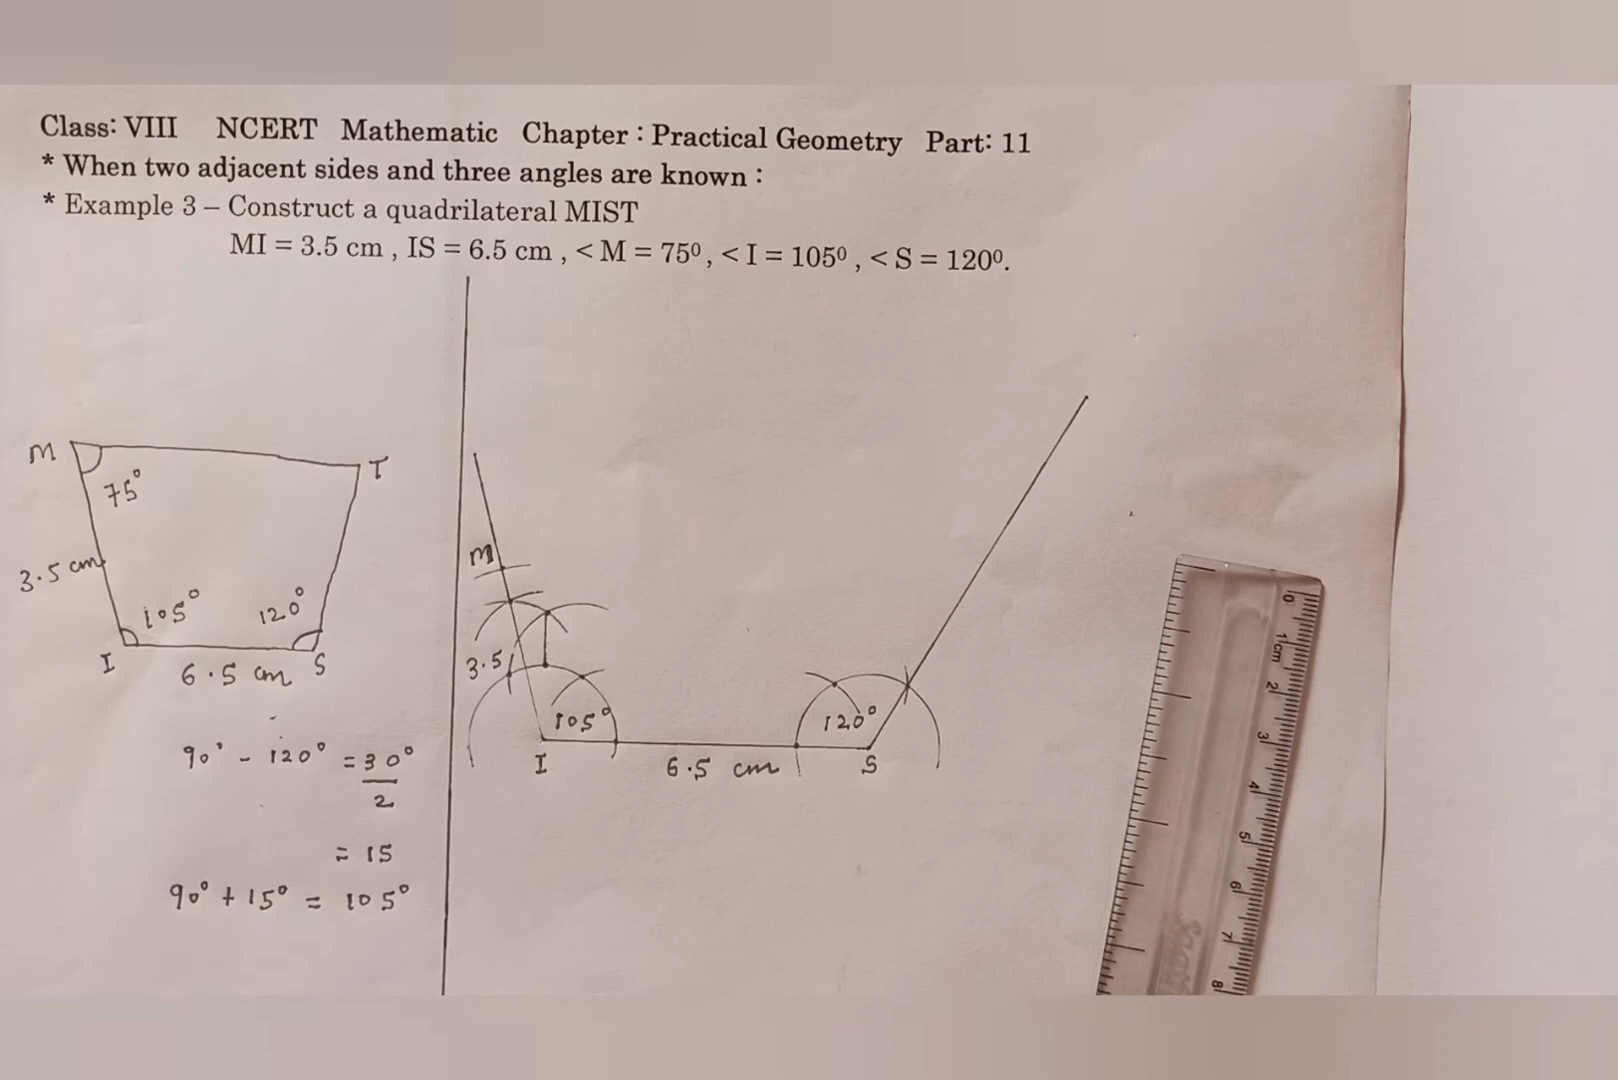 Class: VIII NCERT Mathematic Chapter : Practical Geometry Part: 11
* When two adjacent sides and three angles are known :
* Example 3 – Construct a quadrilateral MIST
MI = 3.5 cm , IS = 6.5 cm , < M = 75⁰ , < I = 105⁰ , < S = 120⁰.
M
T
75°
3.5 cm
105°
120°
I
6.5 cm
S
90° - 120° = 30°
2
= 15
90° + 15° = 105°
M
3.5
105°
120°
I
6.5 cm
S
0
1cm
2
3
4
5
6
7
8